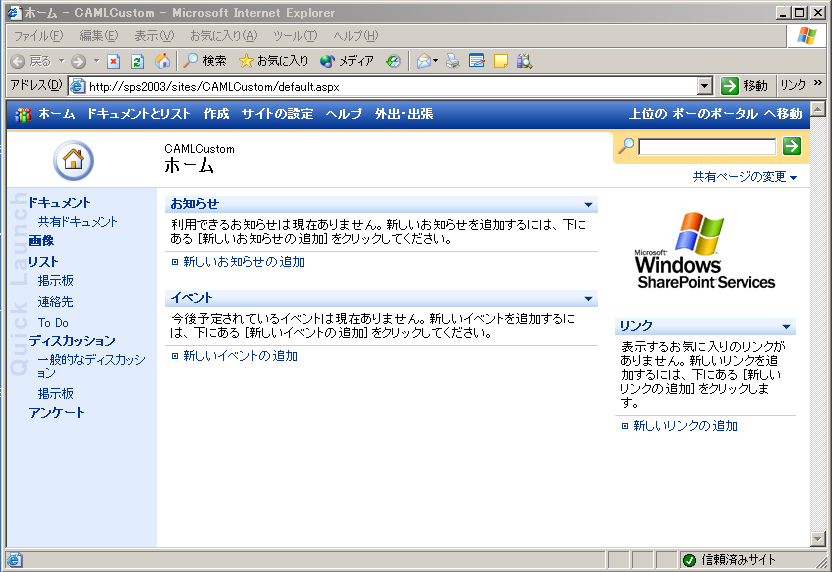 ホーム - CAMLCustom - Microsoft Internet Explorer
ファイル(F) 編集(E) 表示(V) お気に入り(A) ツール(T) ヘルプ(H)
戻る 検索 お気に入り メディア
アドレス(D) http://sps2003/sites/CAMLCustom/default.aspx 移動 リンク »
ホーム ドキュメントとリスト 作成 サイトの設定 ヘルプ 外出・出張 上位の ポーのポータル へ移動
CAMLCustom
ホーム
共有ページの変更
Quick Launch
ドキュメント
共有ドキュメント
画像
リスト
掲示板
連絡先
To Do
ディスカッション
一般的なディスカッシ
ョン
掲示板
アンケート
お知らせ
利用できるお知らせは現在ありません。新しいお知らせを追加するには、下に
ある [新しいお知らせの追加] をクリックしてください。
新しいお知らせの追加
イベント
今後予定されているイベントは現在ありません。新しいイベントを追加するに
は、下にある [新しいイベントの追加] をクリックしてください。
新しいイベントの追加
Microsoft
Windows
SharePoint Services
リンク
表示するお気に入りのリンクが
ありません。新しいリンクを追
加するには、下にある [新しい
リンクの追加] をクリックしま
す。
新しいリンクの追加
信頼済みサイト